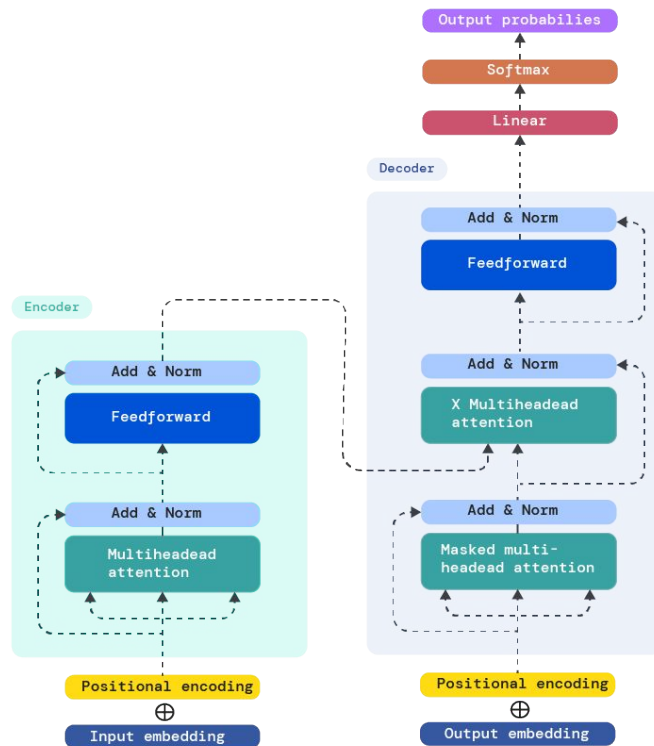 Output probabilies
Softmax
Linear
Decoder
Add & Norm
Feedforward
Add & Norm
X Multiheadead
attention
Add & Norm
Masked multi-
headead attention
Positional encoding
Output embedding
Encoder
Add & Norm
Feedforward
Add & Norm
Multiheadead
attention
Positional encoding
Input embedding